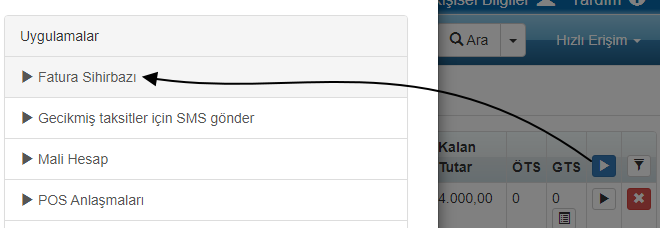 Kişisel Bilgiler Yardım
Uygulamalar
Ara
Hızlı Erişim
Fatura Sihirbazı
Gecikmiş taksitler için SMS gönder
Mali Hesap
POS Anlaşmaları
Kalan
Tutar ÖTS GTS
4.000,00 0 0